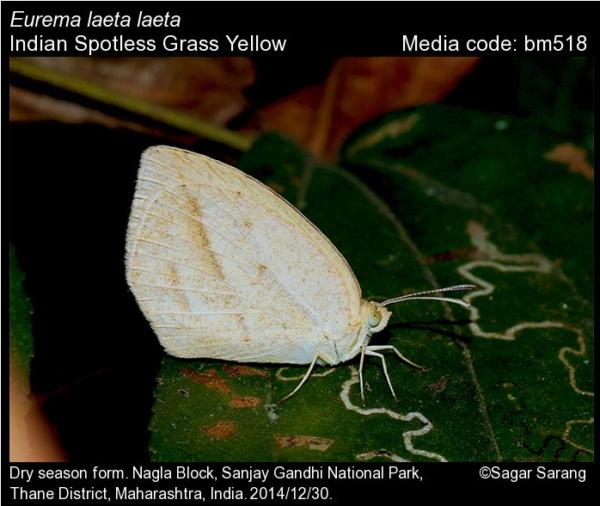 Eurema laeta laeta
Indian Spotless Grass Yellow Media code: bm518
Dry season form. Nagla Block, Sanjay Gandhi National Park, ©Sagar Sarang
Thane District, Maharashtra, India. 2014/12/30.